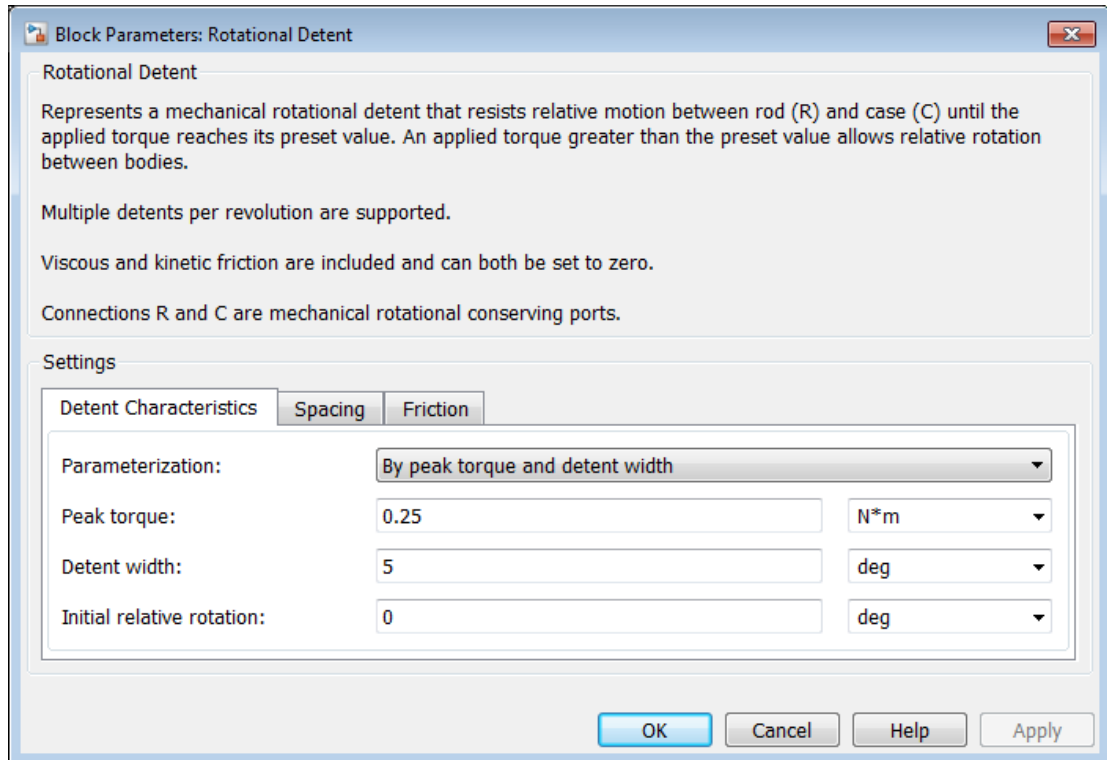 Block Parameters: Rotational Detent
Rotational Detent
Represents a mechanical rotational detent that resists relative motion between rod (R) and case (C) until the
applied torque reaches its preset value. An applied torque greater than the preset value allows relative rotation
between bodies.
Multiple detents per revolution are supported.
Viscous and kinetic friction are included and can both be set to zero.
Connections R and C are mechanical rotational conserving ports.
Settings
Detent Characteristics Spacing Friction
Parameterization: By peak torque and detent width
Peak torque: 0.25 N*m
Detent width: 5 deg
Initial relative rotation: 0 deg
OK Cancel Help Apply